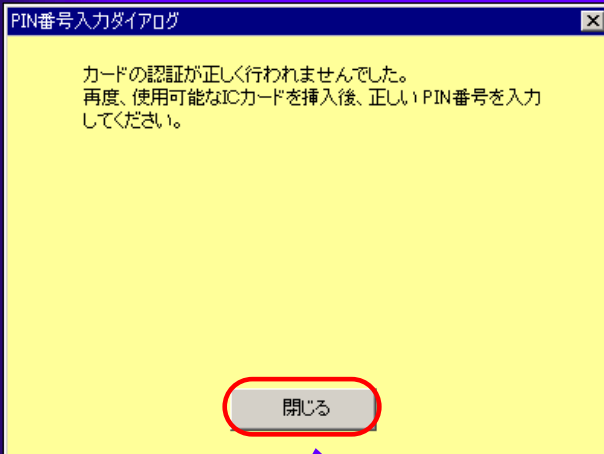 PIN番号入力ダイアログ
カードの認証が正しく行われませんでした。
再度、使用可能なICカードを挿入後、正しいPIN番号を入力
してください。
閉じる